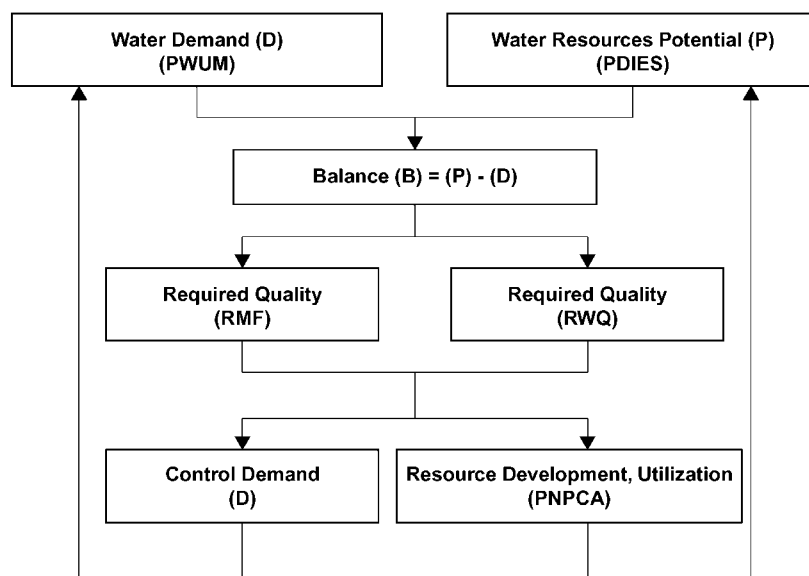 Water Demand (D)
(PWUM)
Water Resources Potential (P)
(PDIES)
Balance (B) = (P) - (D)
Required Quality
(RMF)
Required Quality
(RWQ)
Control Demand
(D)
Resource Development, Utilization
(PNPCA)